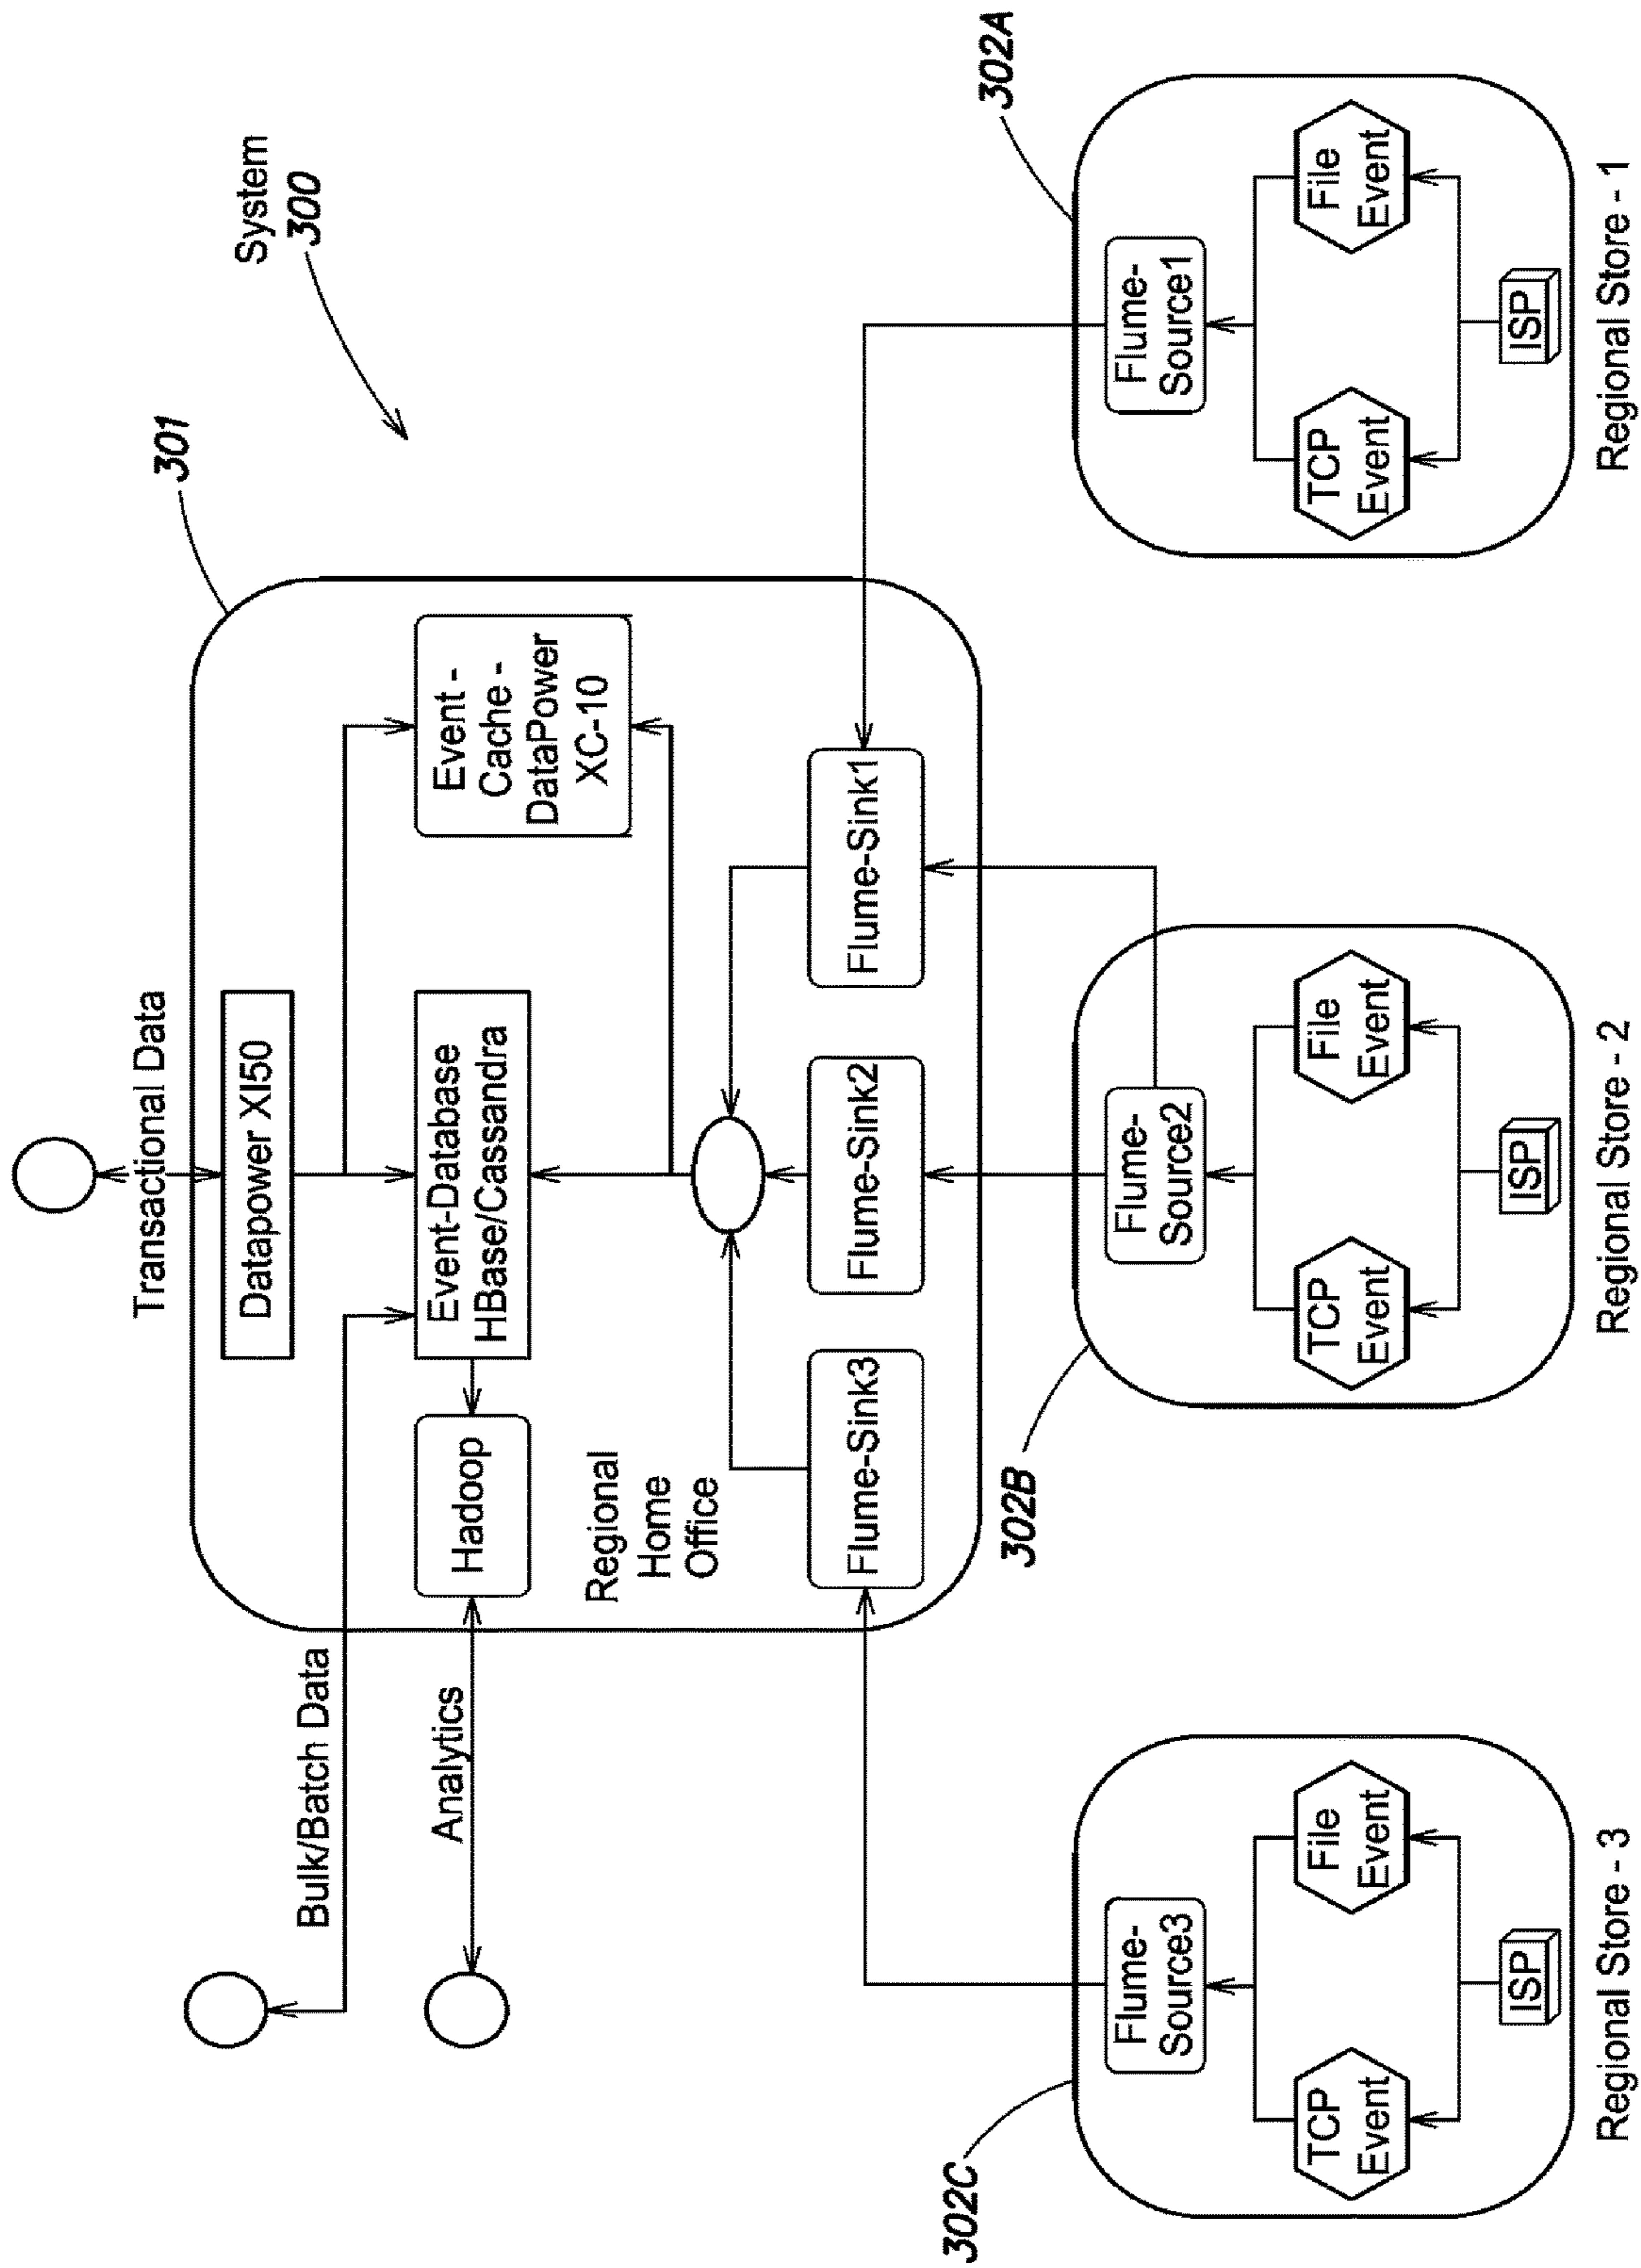 System
300
301
Transactional Data
Datapower XI50
Bulk/Batch Data
Analytics
Hadoop
Event-Database
HBase/Cassandra
Event -
Cache -
DataPower
XC-10
Regional
Home
Office
Flume-Sink3
Flume-Sink2
Flume-Sink1
302C
Flume-
Source3
TCP
Event
File
Event
ISP
Regional Store - 3
302B
Flume-
Source2
TCP
Event
File
Event
ISP
Regional Store - 2
302A
Flume-
Source1
TCP
Event
File
Event
ISP
Regional Store - 1